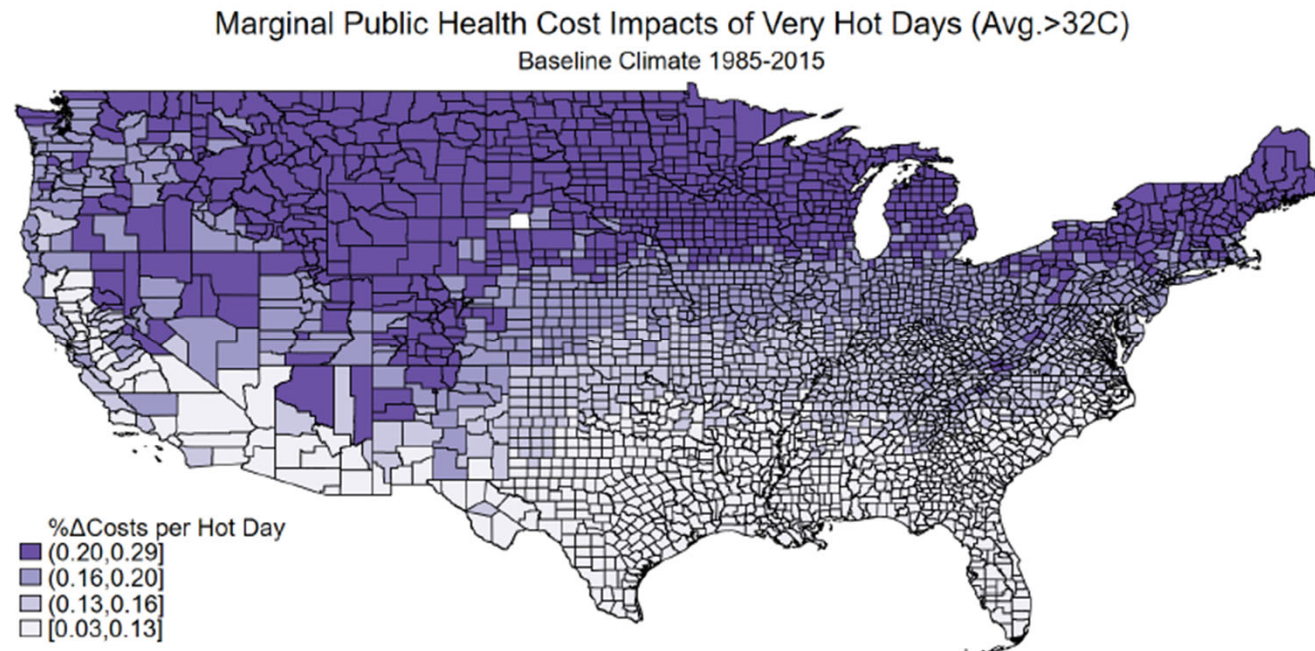 Marginal Public Health Cost Impacts of Very Hot Days (Avg.>32C)
Baseline Climate 1985-2015
%ΔCosts per Hot Day
(0.20,0.29]
(0.16,0.20]
(0.13,0.16]
[0.03,0.13]